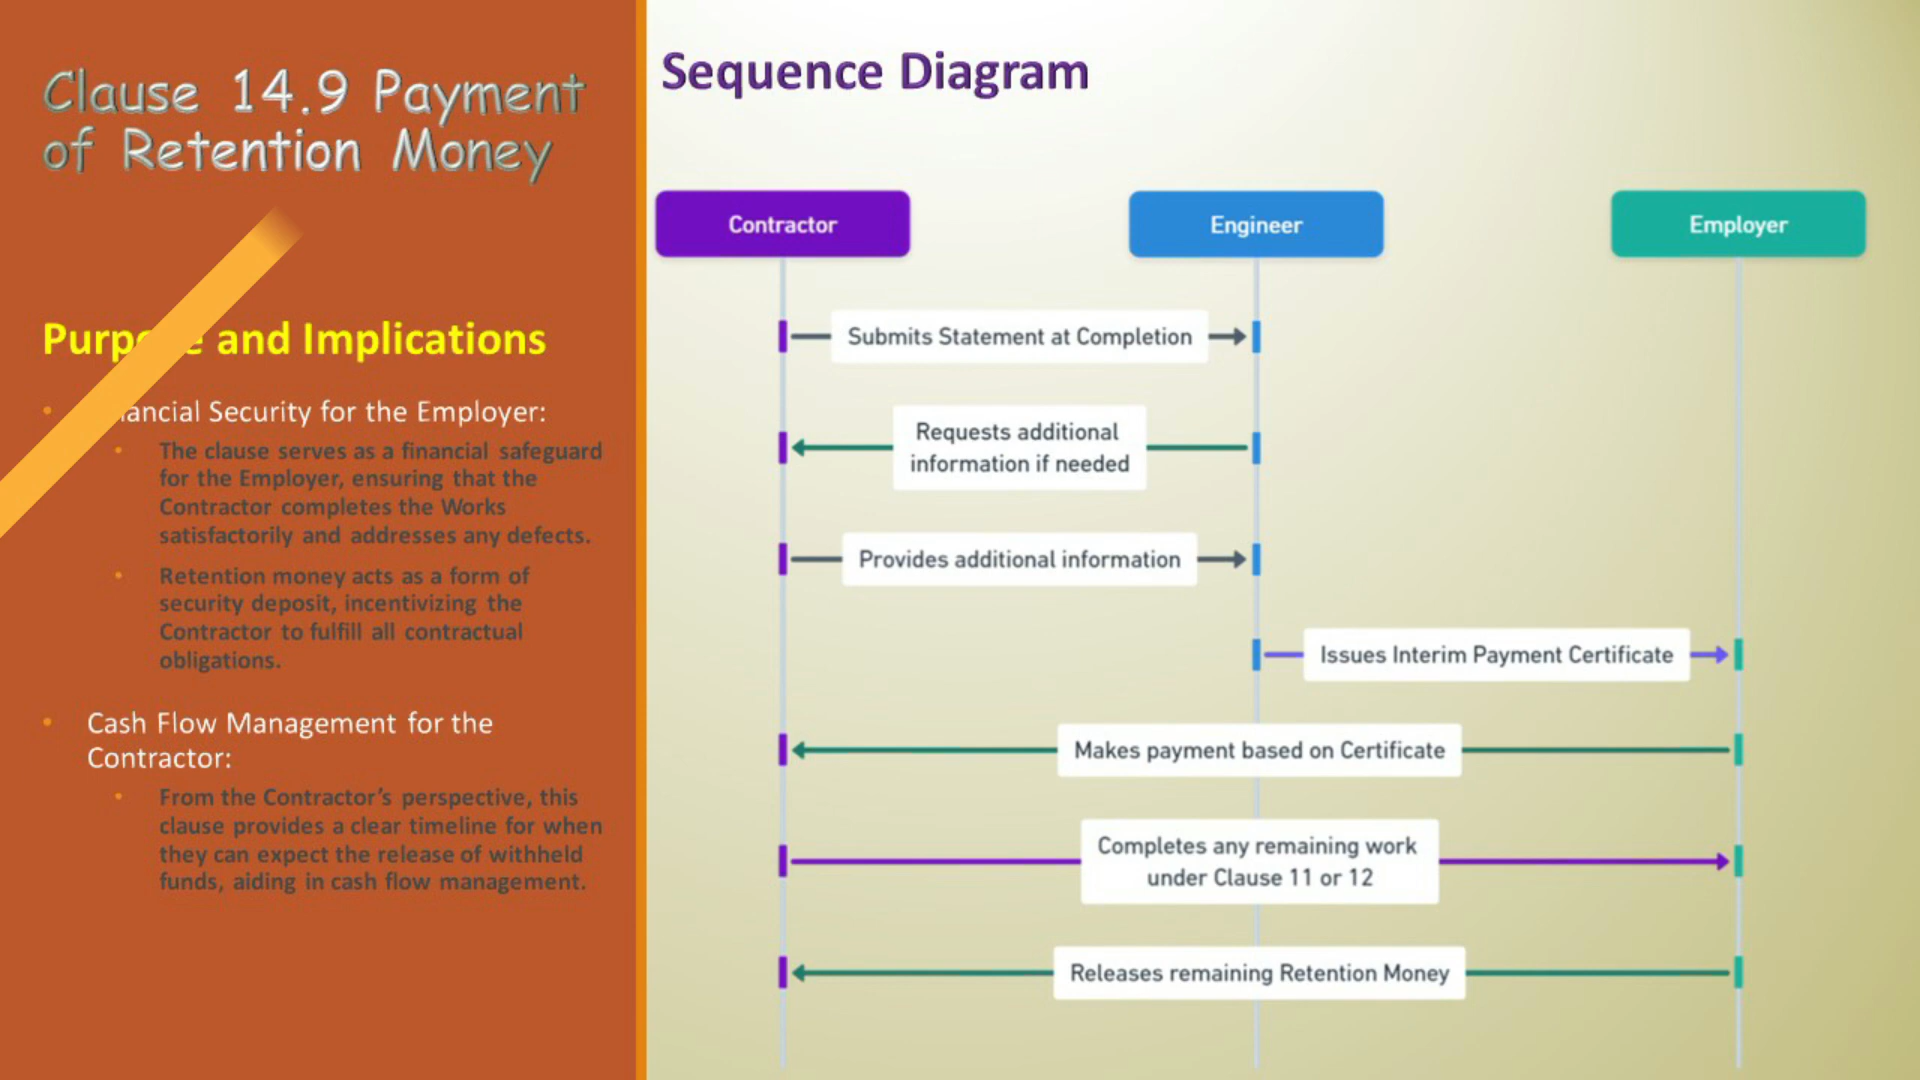 Clause 14.9 Payment
of Retention Money
and Implications
Security for the Employer:
The clause serves as a financial safeguard
for the Employer, ensuring that the
Contractor completes the Works
satisfactorily and addresses any defects.
Retention money acts as a form of
security deposit, incentivizing the
Contractor to fulfill all contractual
obligations.
Cash Flow Management for the
Contractor:
From the Contractor’s perspective, this
clause provides a clear timeline for when
they can expect the release of withheld
funds, aiding in cash flow management.
Sequence Diagram
Contractor
Engineer
Employer
Submits Statement at Completion
Requests additional
information if needed
Provides additional information
Issues Interim Payment Certificate
Makes payment based on Certificate
Completes any remaining work
under Clause 11 or 12
Releases remaining Retention Money